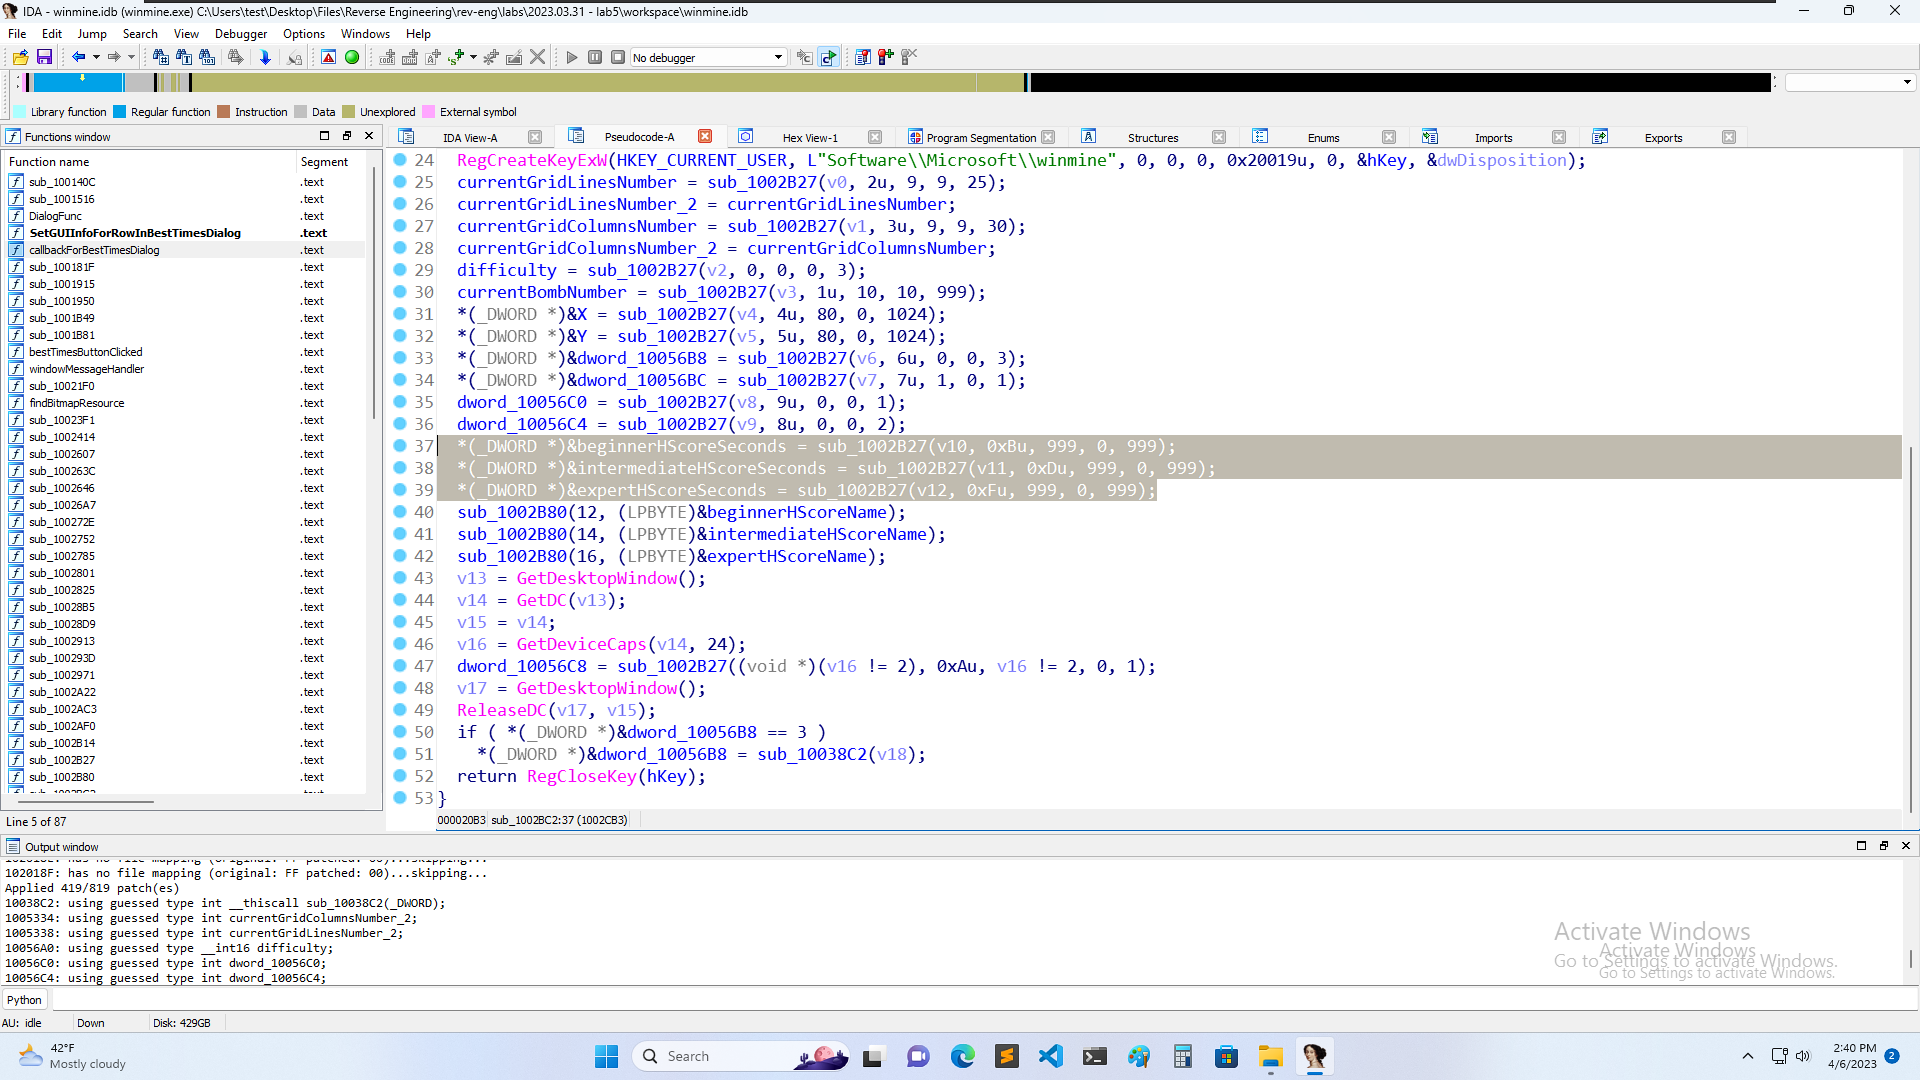 IDA - winmine.idb (winmine.exe) C:\Users\test\Desktop\Files\Reverse Engineering\rev-eng\labs\2023.03.31 - lab5\workspace\winmine.idb
File Edit Jump Search View Debugger Options Windows Help
No debugger
Library function Regular function Instruction Data Unexplored External symbol
Functions window
Function name Segment
sub_100140C .text
sub_1001516 .text
DialogFunc .text
SetGUIInfoForRowInBestTimesDialog .text
callbackForBestTimesDialog .text
sub_100181F .text
sub_1001915 .text
sub_1001950 .text
sub_1001B49 .text
sub_1001B81 .text
bestTimesButtonClicked .text
windowMessageHandler .text
sub_10021F0 .text
findBitmapResource .text
sub_10023F1 .text
sub_1002414 .text
sub_1002607 .text
sub_100263C .text
sub_1002646 .text
sub_10026A7 .text
sub_100272E .text
sub_1002752 .text
sub_1002785 .text
sub_1002801 .text
sub_1002825 .text
sub_10028B5 .text
sub_10028D9 .text
sub_1002913 .text
sub_100293D .text
sub_1002971 .text
sub_1002A22 .text
sub_1002AC3 .text
sub_1002AF0 .text
sub_1002B14 .text
sub_1002B27 .text
sub_1002B80 .text
Line 5 of 87
IDA View-A Pseudocode-A Hex View-1 Program Segmentation Structures Enums Imports Exports
24 RegCreateKeyExW(HKEY_CURRENT_USER, L"Software\\Microsoft\\winmine", 0, 0, 0, 0x20019u, 0, &hKey, &dwDisposition);
25 currentGridLinesNumber = sub_1002B27(v0, 2u, 9, 9, 25);
26 currentGridLinesNumber_2 = currentGridLinesNumber;
27 currentGridColumnsNumber = sub_1002B27(v1, 3u, 9, 9, 30);
28 currentGridColumnsNumber_2 = currentGridColumnsNumber;
29 difficulty = sub_1002B27(v2, 0, 0, 0, 3);
30 currentBombNumber = sub_1002B27(v3, 1u, 10, 10, 999);
31 *(_DWORD *)&X = sub_1002B27(v4, 4u, 80, 0, 1024);
32 *(_DWORD *)&Y = sub_1002B27(v5, 5u, 80, 0, 1024);
33 *(_DWORD *)&dword_10056B8 = sub_1002B27(v6, 6u, 0, 0, 3);
34 *(_DWORD *)&dword_10056BC = sub_1002B27(v7, 7u, 1, 0, 1);
35 dword_10056C0 = sub_1002B27(v8, 9u, 0, 0, 1);
36 dword_10056C4 = sub_1002B27(v9, 8u, 0, 0, 2);
37 *(_DWORD *)&beginnerHScoreSeconds = sub_1002B27(v10, 0xBu, 999, 0, 999);
38 *(_DWORD *)&intermediateHScoreSeconds = sub_1002B27(v11, 0xDu, 999, 0, 999);
39 *(_DWORD *)&expertHScoreSeconds = sub_1002B27(v12, 0xFu, 999, 0, 999);
40 sub_1002B80(12, (LPBYTE)&beginnerHScoreName);
41 sub_1002B80(14, (LPBYTE)&intermediateHScoreName);
42 sub_1002B80(16, (LPBYTE)&expertHScoreName);
43 v13 = GetDesktopWindow();
44 v14 = GetDC(v13);
45 v15 = v14;
46 v16 = GetDeviceCaps(v14, 24);
47 dword_10056C8 = sub_1002B27((void *)(v16 != 2), 0xAu, v16 != 2, 0, 1);
48 v17 = GetDesktopWindow();
49 ReleaseDC(v17, v15);
50 if ( *(_DWORD *)&dword_10056B8 == 3 )
51 *(_DWORD *)&dword_10056B8 = sub_10038C2(v18);
52 return RegCloseKey(hKey);
53 }
000020B3 sub_1002BC2:37 (1002CB3)
Output window
102018E: has no file mapping (original: FF patched: 00)...skipping...
102018F: has no file mapping (original: FF patched: 00)...skipping...
Applied 419/819 patch(es)
10038C2: using guessed type int __thiscall sub_10038C2(_DWORD);
1005334: using guessed type int currentGridColumnsNumber_2;
1005338: using guessed type int currentGridLinesNumber_2;
10056A0: using guessed type __int16 difficulty;
10056C0: using guessed type int dword_10056C0;
10056C4: using guessed type int dword_10056C4;
Activate Windows
Go to Settings to activate Windows.
Activate Windows
Go to Settings to activate Windows.
Python
AU: idle Down Disk: 429GB
42°F
Mostly cloudy
Search
2:40 PM
4/6/2023
2